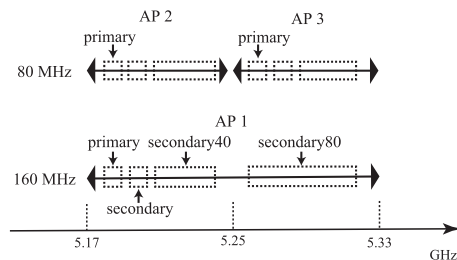 AP 2 AP 3
primary primary
80 MHz
AP 1
primary secondary40 secondary80
160 MHz
secondary
5.17 5.25 5.33
GHz